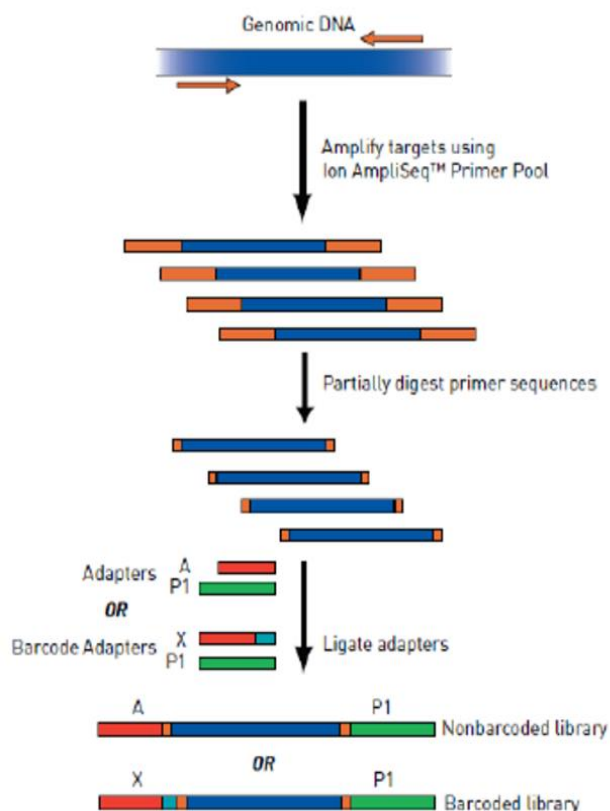 Genomic DNA
Amplify targets using
Ion AmpliSeq™ Primer Pool
Partially digest primer sequences
Adapters
A
P1
OR
Barcode Adapters
X
P1
Ligate adapters
A
P1
Nonbarcoded library
OR
X
P1
Barcoded library